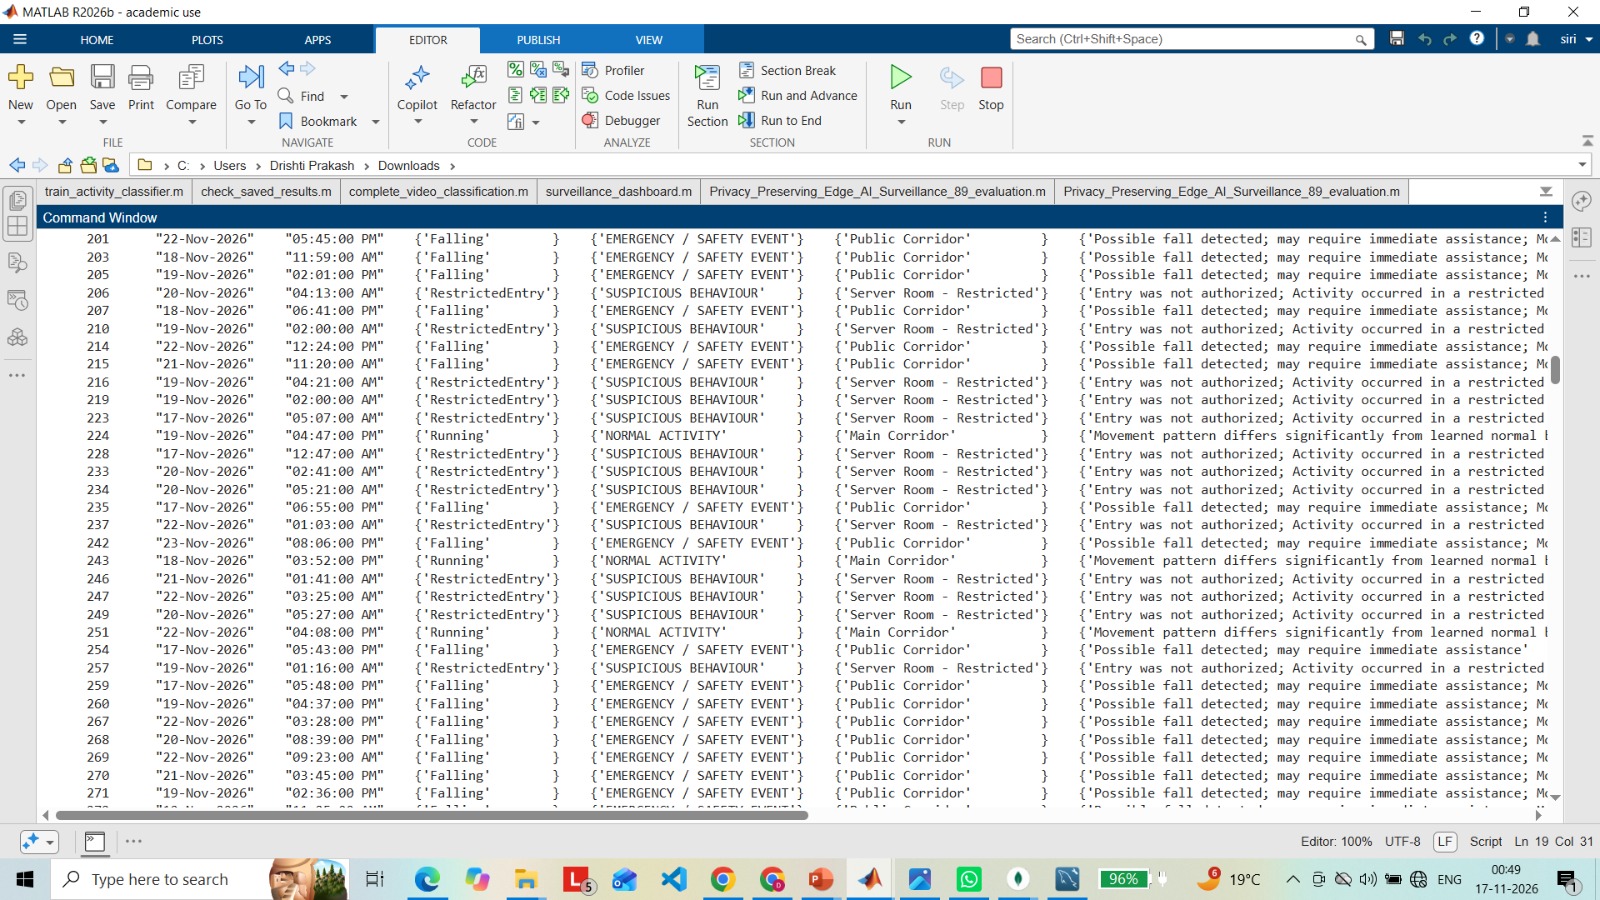 MATLAB R2026b - academic use
HOME PLOTS APPS EDITOR PUBLISH VIEW Search (Ctrl+Shift+Space) siri
New Open Save Print Compare Go To Find Bookmark Copilot Refactor Profiler Code Issues Debugger Run Section Section Break Run and Advance Run to End Run Step Stop
FILE NAVIGATE CODE ANALYZE SECTION RUN
C: Users Drishti Prakash Downloads
train_activity_classifier.m check_saved_results.m complete_video_classification.m surveillance_dashboard.m Privacy_Preserving_Edge_AI_Surveillance_89_evaluation.m Privacy_Preserving_Edge_AI_Surveillance_89_evaluation.m
Command Window
201 "22-Nov-2026" "05:45:00 PM" {'Falling' } {'EMERGENCY / SAFETY EVENT'} {'Public Corridor' } {'Possible fall detected; may require immediate assistance;
203 "18-Nov-2026" "11:59:00 AM" {'Falling' } {'EMERGENCY / SAFETY EVENT'} {'Public Corridor' } {'Possible fall detected; may require immediate assistance;
205 "19-Nov-2026" "02:01:00 AM" {'Falling' } {'EMERGENCY / SAFETY EVENT'} {'Public Corridor' } {'Possible fall detected; may require immediate assistance;
206 "20-Nov-2026" "04:13:00 AM" {'RestrictedEntry'} {'SUSPICIOUS BEHAVIOUR' } {'Server Room - Restricted'} {'Entry was not authorized; Activity occurred in a restricted
207 "18-Nov-2026" "06:41:00 PM" {'Falling' } {'EMERGENCY / SAFETY EVENT'} {'Public Corridor' } {'Possible fall detected; may require immediate assistance;
210 "19-Nov-2026" "02:00:00 AM" {'RestrictedEntry'} {'SUSPICIOUS BEHAVIOUR' } {'Server Room - Restricted'} {'Entry was not authorized; Activity occurred in a restricted
214 "22-Nov-2026" "12:24:00 PM" {'Falling' } {'EMERGENCY / SAFETY EVENT'} {'Public Corridor' } {'Possible fall detected; may require immediate assistance;
215 "21-Nov-2026" "11:20:00 AM" {'Falling' } {'EMERGENCY / SAFETY EVENT'} {'Public Corridor' } {'Possible fall detected; may require immediate assistance;
216 "19-Nov-2026" "04:21:00 AM" {'RestrictedEntry'} {'SUSPICIOUS BEHAVIOUR' } {'Server Room - Restricted'} {'Entry was not authorized; Activity occurred in a restricted
219 "19-Nov-2026" "02:00:00 AM" {'RestrictedEntry'} {'SUSPICIOUS BEHAVIOUR' } {'Server Room - Restricted'} {'Entry was not authorized; Activity occurred in a restricted
223 "17-Nov-2026" "05:07:00 AM" {'RestrictedEntry'} {'SUSPICIOUS BEHAVIOUR' } {'Server Room - Restricted'} {'Entry was not authorized; Activity occurred in a restricted
224 "19-Nov-2026" "04:47:00 PM" {'Running' } {'NORMAL ACTIVITY' } {'Main Corridor' } {'Movement pattern differs significantly from learned normal
228 "17-Nov-2026" "12:47:00 AM" {'RestrictedEntry'} {'SUSPICIOUS BEHAVIOUR' } {'Server Room - Restricted'} {'Entry was not authorized; Activity occurred in a restricted
233 "20-Nov-2026" "02:41:00 AM" {'RestrictedEntry'} {'SUSPICIOUS BEHAVIOUR' } {'Server Room - Restricted'} {'Entry was not authorized; Activity occurred in a restricted
234 "20-Nov-2026" "05:21:00 AM" {'RestrictedEntry'} {'SUSPICIOUS BEHAVIOUR' } {'Server Room - Restricted'} {'Entry was not authorized; Activity occurred in a restricted
235 "17-Nov-2026" "06:55:00 AM" {'Falling' } {'EMERGENCY / SAFETY EVENT'} {'Public Corridor' } {'Possible fall detected; may require immediate assistance;
237 "22-Nov-2026" "01:03:00 AM" {'RestrictedEntry'} {'SUSPICIOUS BEHAVIOUR' } {'Server Room - Restricted'} {'Entry was not authorized; Activity occurred in a restricted
242 "23-Nov-2026" "08:06:00 AM" {'Falling' } {'EMERGENCY / SAFETY EVENT'} {'Public Corridor' } {'Possible fall detected; may require immediate assistance;
243 "18-Nov-2026" "03:52:00 PM" {'Running' } {'NORMAL ACTIVITY' } {'Main Corridor' } {'Movement pattern differs significantly from learned normal
246 "21-Nov-2026" "01:41:00 AM" {'RestrictedEntry'} {'SUSPICIOUS BEHAVIOUR' } {'Server Room - Restricted'} {'Entry was not authorized; Activity occurred in a restricted
247 "22-Nov-2026" "03:25:00 AM" {'RestrictedEntry'} {'SUSPICIOUS BEHAVIOUR' } {'Server Room - Restricted'} {'Entry was not authorized; Activity occurred in a restricted
249 "20-Nov-2026" "05:27:00 AM" {'RestrictedEntry'} {'SUSPICIOUS BEHAVIOUR' } {'Server Room - Restricted'} {'Entry was not authorized; Activity occurred in a restricted
251 "22-Nov-2026" "04:08:00 PM" {'Running' } {'NORMAL ACTIVITY' } {'Main Corridor' } {'Movement pattern differs significantly from learned normal
254 "17-Nov-2026" "05:43:00 PM" {'Falling' } {'EMERGENCY / SAFETY EVENT'} {'Public Corridor' } {'Possible fall detected; may require immediate assistance'
257 "19-Nov-2026" "01:16:00 AM" {'RestrictedEntry'} {'SUSPICIOUS BEHAVIOUR' } {'Server Room - Restricted'} {'Entry was not authorized; Activity occurred in a restricted
259 "17-Nov-2026" "05:48:00 PM" {'Falling' } {'EMERGENCY / SAFETY EVENT'} {'Public Corridor' } {'Possible fall detected; may require immediate assistance;
260 "19-Nov-2026" "04:37:00 PM" {'Falling' } {'EMERGENCY / SAFETY EVENT'} {'Public Corridor' } {'Possible fall detected; may require immediate assistance;
267 "22-Nov-2026" "03:28:00 PM" {'Falling' } {'EMERGENCY / SAFETY EVENT'} {'Public Corridor' } {'Possible fall detected; may require immediate assistance;
268 "20-Nov-2026" "08:39:00 PM" {'Falling' } {'EMERGENCY / SAFETY EVENT'} {'Public Corridor' } {'Possible fall detected; may require immediate assistance;
269 "22-Nov-2026" "09:23:00 AM" {'Falling' } {'EMERGENCY / SAFETY EVENT'} {'Public Corridor' } {'Possible fall detected; may require immediate assistance;
270 "21-Nov-2026" "03:45:00 PM" {'Falling' } {'EMERGENCY / SAFETY EVENT'} {'Public Corridor' } {'Possible fall detected; may require immediate assistance;
271 "19-Nov-2026" "02:36:00 PM" {'Falling' } {'EMERGENCY / SAFETY EVENT'} {'Public Corridor' } {'Possible fall detected; may require immediate assistance;
Editor: 100% UTF-8 LF Script Ln 19 Col 31
Type here to search 5 96% 6 19°C ENG 00:49
17-11-2026 1